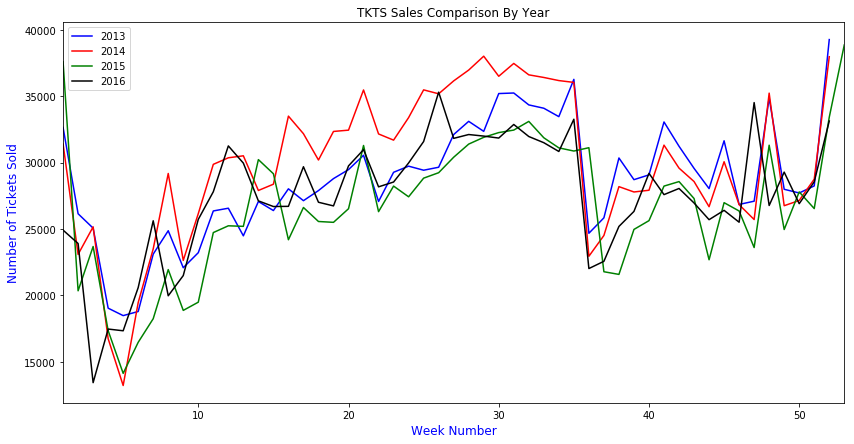 TKTS Sales Comparison By Year
2013
2014
2015
2016
40000
35000
30000
25000
20000
15000
Number of Tickets Sold
10 20 30 40 50
Week Number